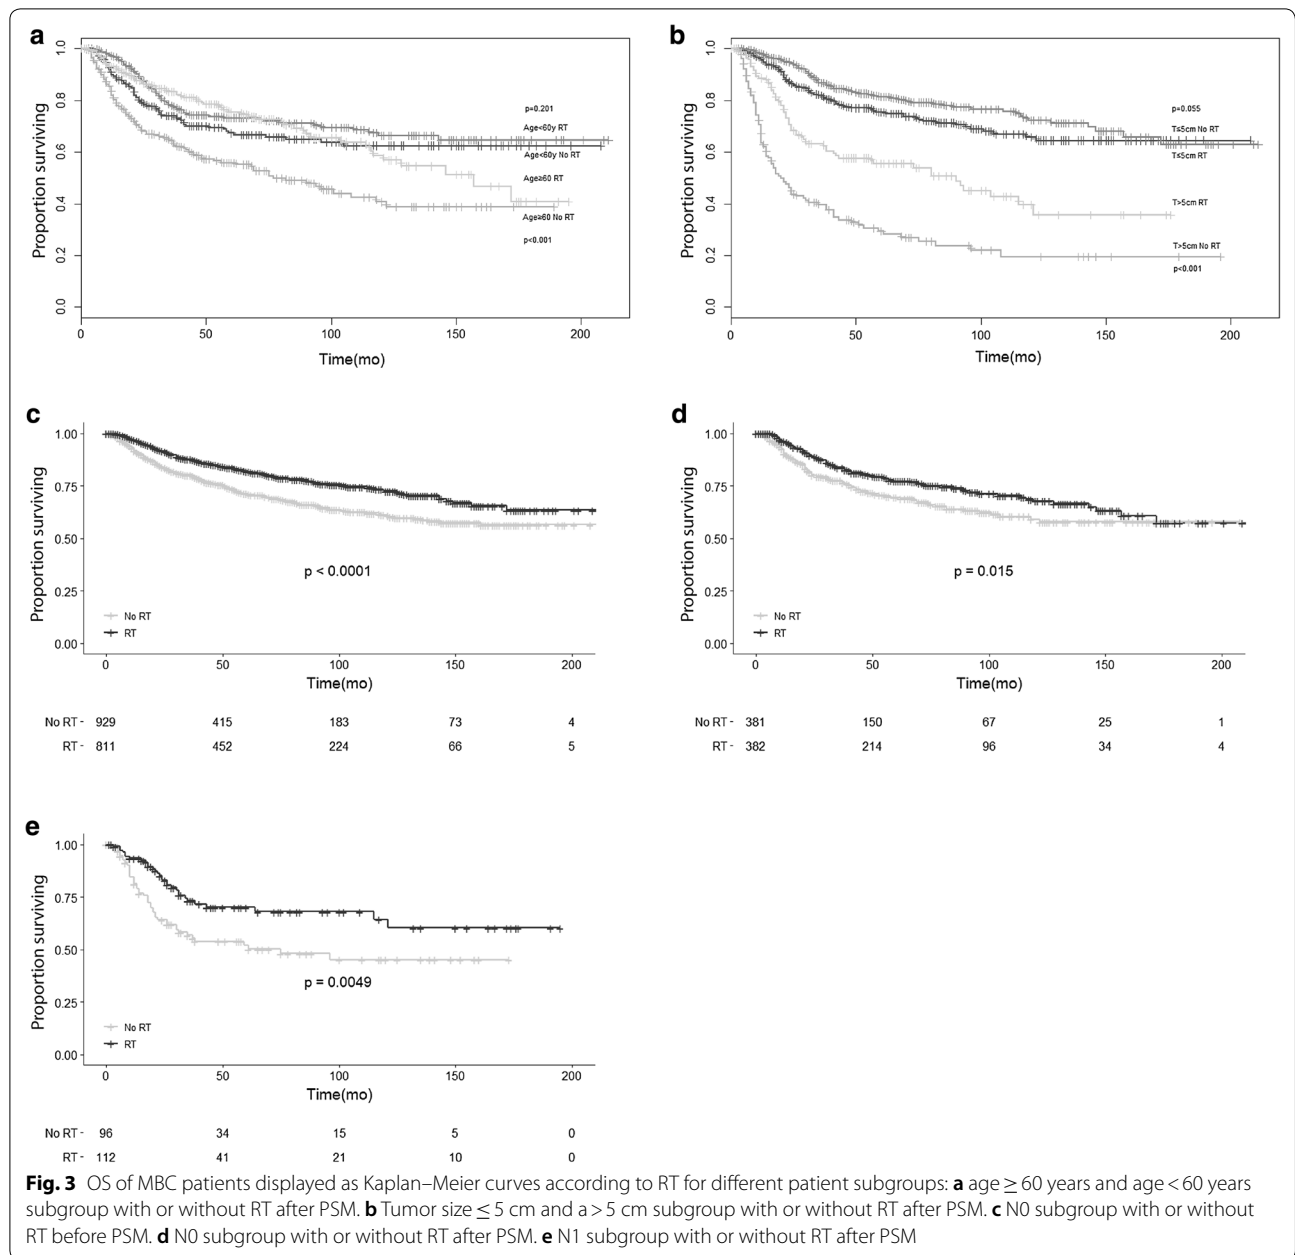 a
1.0
0.8
0.6
0.4
0.2
0.0
Proportion surviving
p=0.201
Age<60y RT
Age<60y No RT
Age≥60 RT
Age≥60 No RT
p<0.001
0 50 100 150 200
Time(mo)
b
1.0
0.8
0.6
0.4
0.2
0.0
Proportion surviving
p=0.055
T≤5cm No RT
T≤5cm RT
T>5cm RT
T>5cm No RT
p<0.001
0 50 100 150 200
Time(mo)
c
1.00
0.75
0.50
0.25
0.00
Proportion surviving
p < 0.0001
No RT
RT
0 50 100 150 200
Time(mo)
No RT - 929 415 183 73 4
RT - 811 452 224 66 5
d
1.00
0.75
0.50
0.25
0.00
Proportion surviving
p = 0.015
No RT
RT
0 50 100 150 200
Time(mo)
No RT - 381 150 67 25 1
RT - 382 214 96 34 4
e
1.00
0.75
0.50
0.25
0.00
Proportion surviving
p = 0.0049
No RT
RT
0 50 100 150 200
Time(mo)
No RT - 96 34 15 5 0
RT - 112 41 21 10 0
Fig. 3 OS of MBC patients displayed as Kaplan–Meier curves according to RT for different patient subgroups: a age ≥ 60 years and age < 60 years
subgroup with or without RT after PSM. b Tumor size ≤ 5 cm and a > 5 cm subgroup with or without RT after PSM. c N0 subgroup with or without
RT before PSM. d N0 subgroup with or without RT after PSM. e N1 subgroup with or without RT after PSM